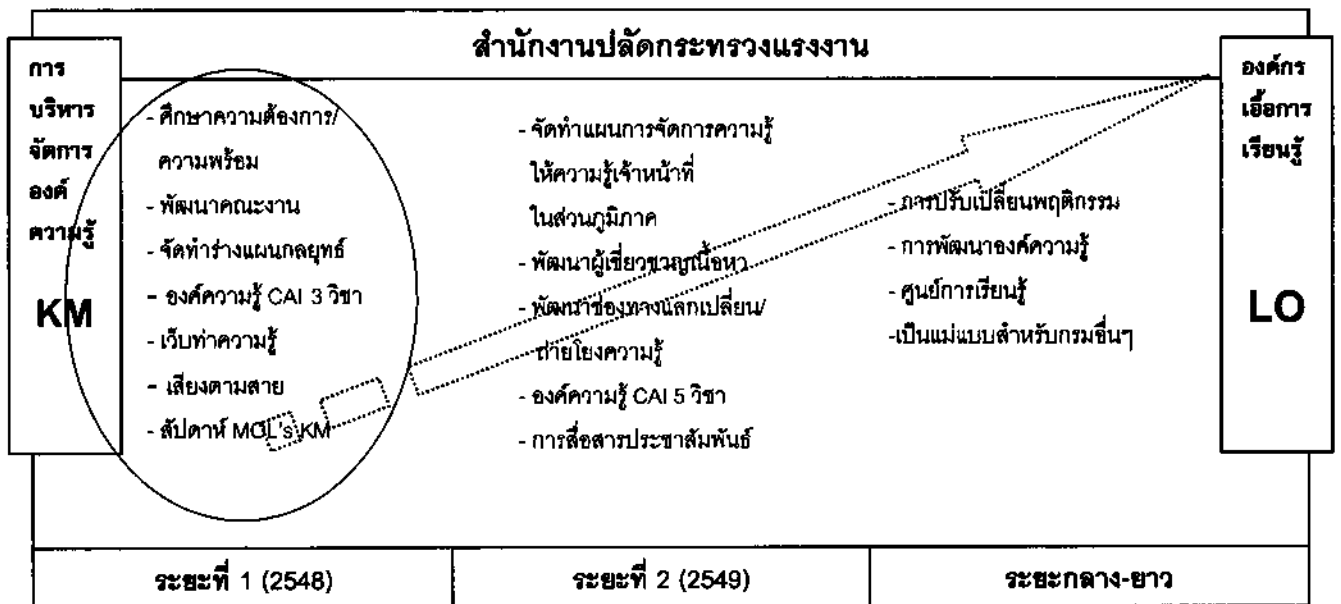 สำนักงานปลัดกระทรวงแรงงาน
การ
บริหาร
จัดการ
องค์
ความรู้
KM
- ศึกษาความต้องการ/
ความพร้อม
- พัฒนาคณะงาน
- จัดทำร่างแผนกลยุทธ์
- องค์ความรู้ CAI 3 วิชา
- เว็บท่าความรู้
- เสียงตามสาย
- สัปดาห์ MOL's KM
- จัดทำแผนการจัดการความรู้
ให้ความรู้เจ้าหน้าที่
ในส่วนภูมิภาค
- พัฒนาผู้เชี่ยวชาญเนื้อหา
- พัฒนาช่องทางแลกเปลี่ยน/
ถ่ายโยงความรู้
- องค์ความรู้ CAI 5 วิชา
- การสื่อสารประชาสัมพันธ์
- การปรับเปลี่ยนพฤติกรรม
- การพัฒนาองค์ความรู้
- ศูนย์การเรียนรู้
-เป็นแม่แบบสำหรับกรมอื่นๆ
องค์กร
เอื้อการ
เรียนรู้
LO
ระยะที่ 1 (2548)
ระยะที่ 2 (2549)
ระยะกลาง-ยาว